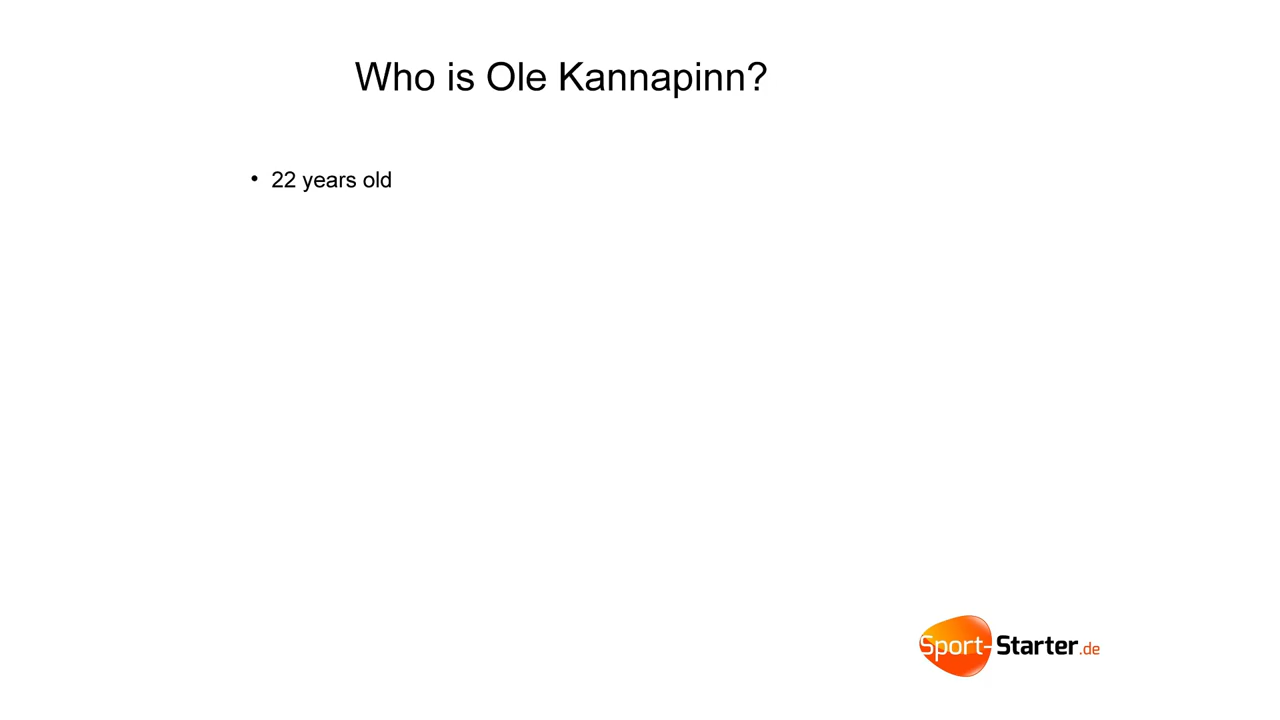 Who is Ole Kannapinn?
• 22 years old
Sport-Starter.de